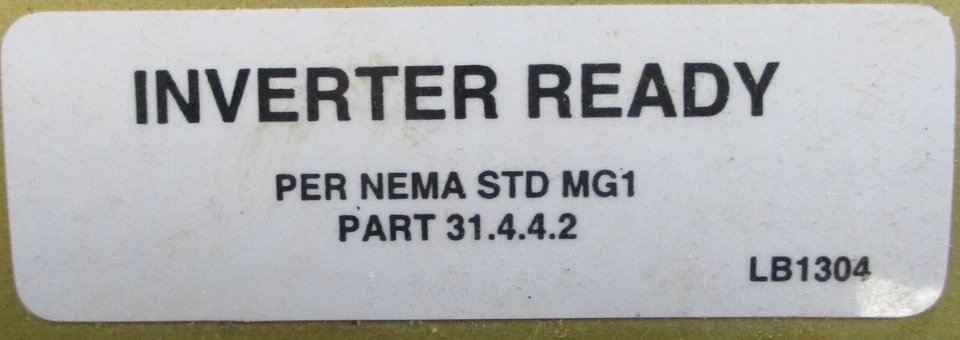 INVERTER READY
PER NEMA STD MG1
PART 31.4.4.2
LB1304